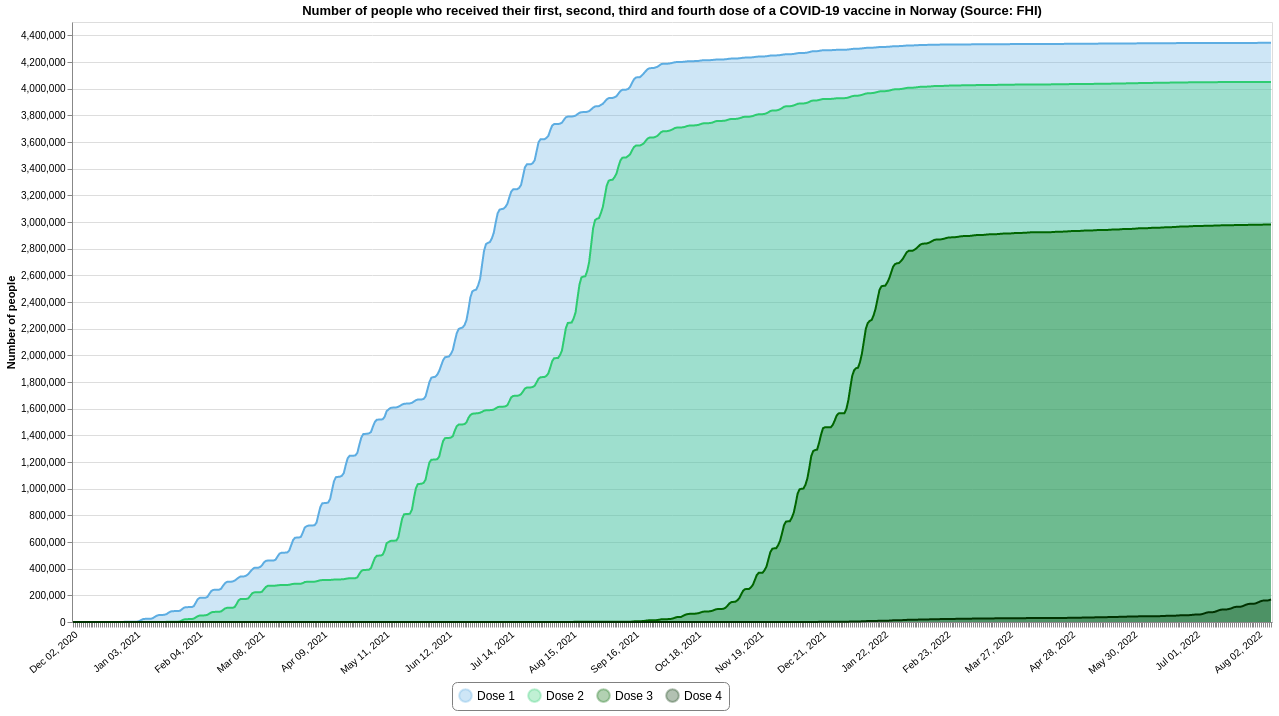 Number of people who received their first, second, third and fourth dose of a COVID-19 vaccine in Norway (Source: FHI)
Number of people
4,400,000
4,200,000
4,000,000
3,800,000
3,600,000
3,400,000
3,200,000
3,000,000
2,800,000
2,600,000
2,400,000
2,200,000
2,000,000
1,800,000
1,600,000
1,400,000
1,200,000
1,000,000
800,000
600,000
400,000
200,000
0
Dec 02, 2020
Jan 03, 2021
Feb 04, 2021
Mar 08, 2021
Apr 09, 2021
May 11, 2021
Jun 12, 2021
Jul 14, 2021
Aug 15, 2021
Sep 16, 2021
Oct 18, 2021
Nov 19, 2021
Dec 21, 2021
Jan 22, 2022
Feb 23, 2022
Mar 27, 2022
Apr 28, 2022
May 30, 2022
Jul 01, 2022
Aug 02, 2022
Dose 1 Dose 2 Dose 3 Dose 4